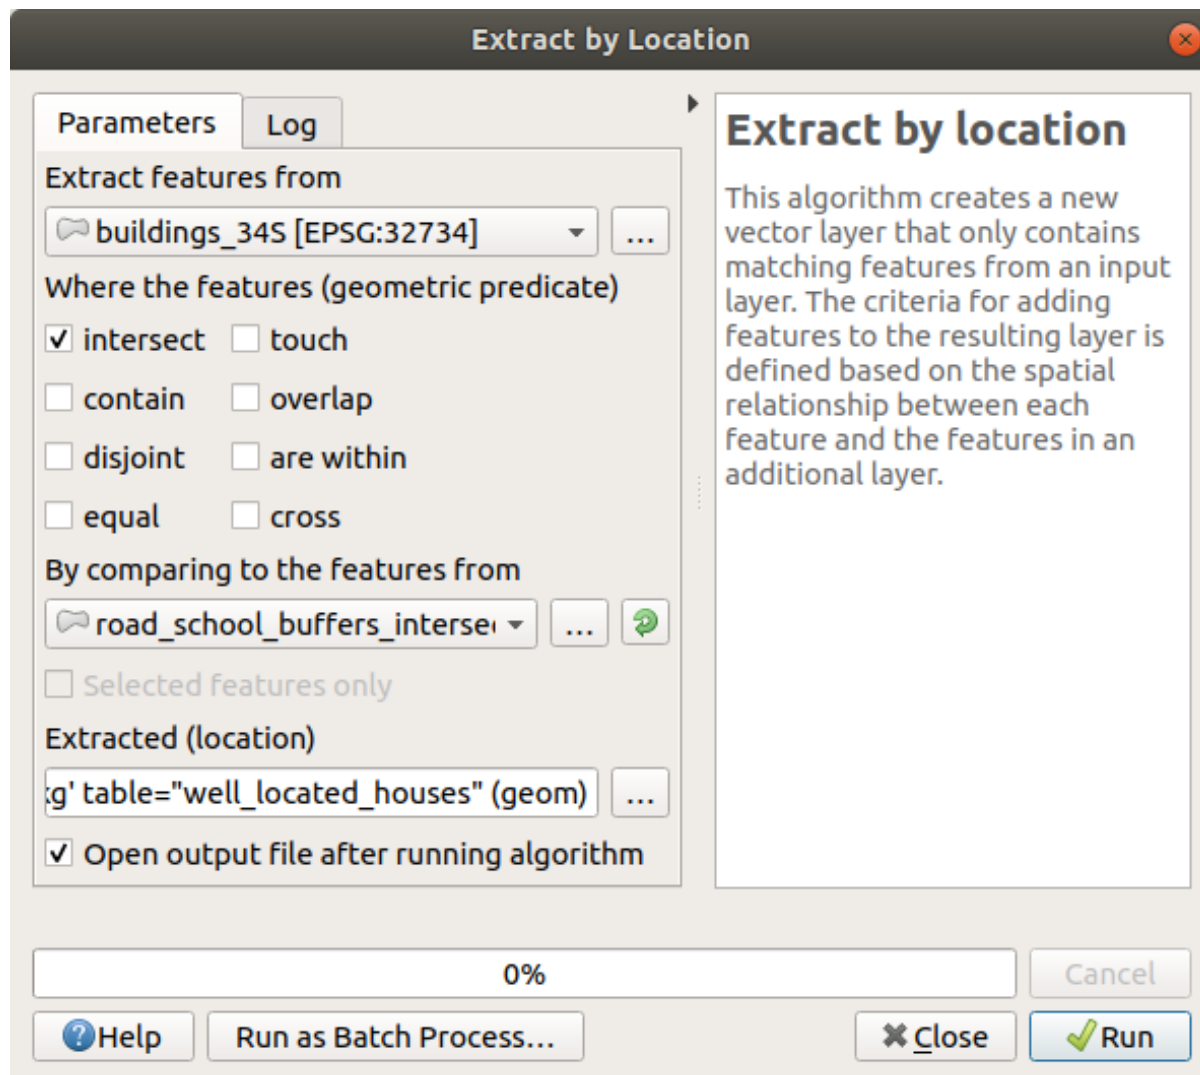 Extract by Location
Parameters
Log
Extract features from
buildings_34S [EPSG:32734]
...
Where the features (geometric predicate)
intersect
touch
contain
overlap
disjoint
are within
equal
cross
By comparing to the features from
road_school_buffers_interse
...
Selected features only
Extracted (location)
g' table="well_located_houses" (geom)
...
Open output file after running algorithm
Extract by location
This algorithm creates a new
vector layer that only contains
matching features from an input
layer. The criteria for adding
features to the resulting layer is
defined based on the spatial
relationship between each
feature and the features in an
additional layer.
0%
Cancel
Help
Run as Batch Process...
Close
Run